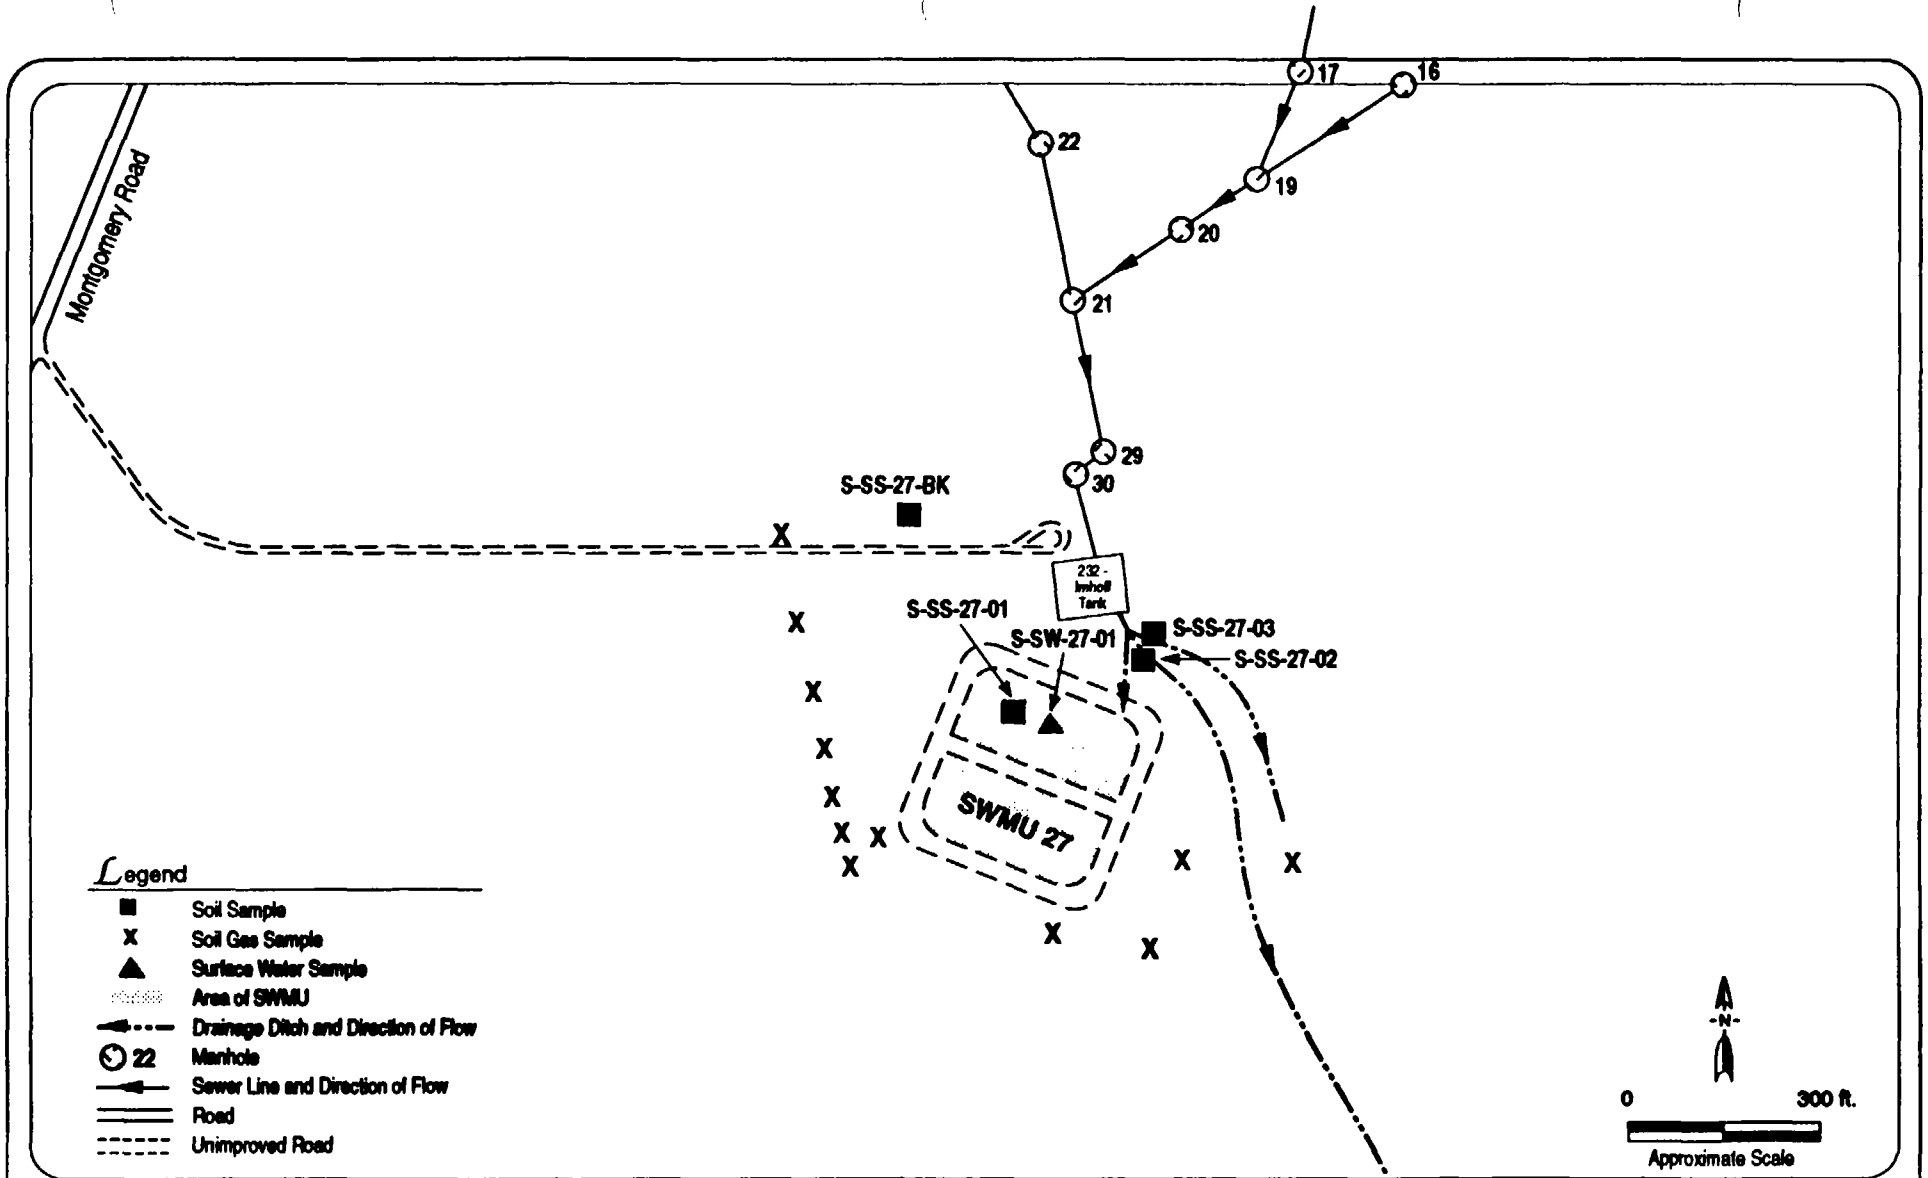 17
16
22
Montgomery Road
19
20
21
29
30
S-SS-27-BK
X
232 -
Imhoff
Tank
S-SS-27-01
X
S-SW-27-01
S-SS-27-03
S-SS-27-02
X
X
X
SWMU 27
X
X
X
X
X
X
X
Legend
Soil Sample
X Soil Gas Sample
Surface Water Sample
Area of SWMU
Drainage Ditch and Direction of Flow
22 Manhole
Sewer Line and Direction of Flow
Road
Unimproved Road
-N-
0 300 ft.
Approximate Scale